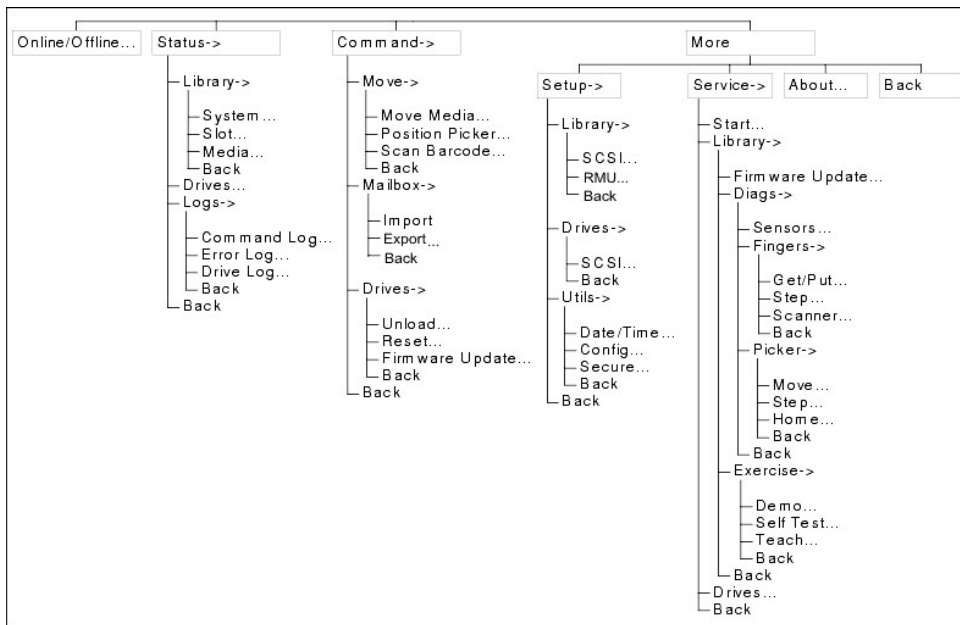 Online/Offline...
Status->
Library->
System...
Slot...
Media...
Back
Drives...
Logs->
Command Log...
Error Log...
Drive Log...
Back
Back
Command->
Move->
Move Media...
Position Picker...
Scan Barcode...
Back
Mailbox->
Import
Export...
Back
Drives->
Unload...
Reset...
Firmware Update...
Back
Back
More
Setup->
Library->
SCSI...
RMU...
Back
Drives->
SCSI...
Back
Utils->
Date/Time...
Config...
Secure...
Back
Back
Service->
Start...
Library->
Firmware Update...
Diags->
Sensors...
Fingers->
Get/Put...
Step...
Scanner...
Back
Picker->
Move...
Step...
Home...
Back
Back
Exercise->
Demo...
Self Test...
Teach...
Back
Back
Drives...
Back
About...
Back